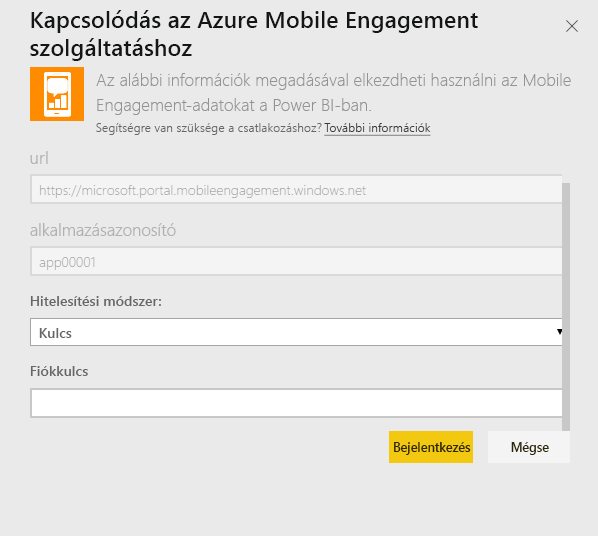 Kapcsolódás az Azure Mobile Engagement
szolgáltatáshoz
Az alábbi információk megadásával elkezdheti használni az Mobile
Engagement-adatokat a Power BI-ban.
Segítségre van szüksége a csatlakozáshoz? További információk
url
https://microsoft.portal.mobileengagement.windows.net
alkalmazásazonosító
app00001
Hitelesítési módszer:
Kulcs
Fiókkulcs
Bejelentkezés Mégse